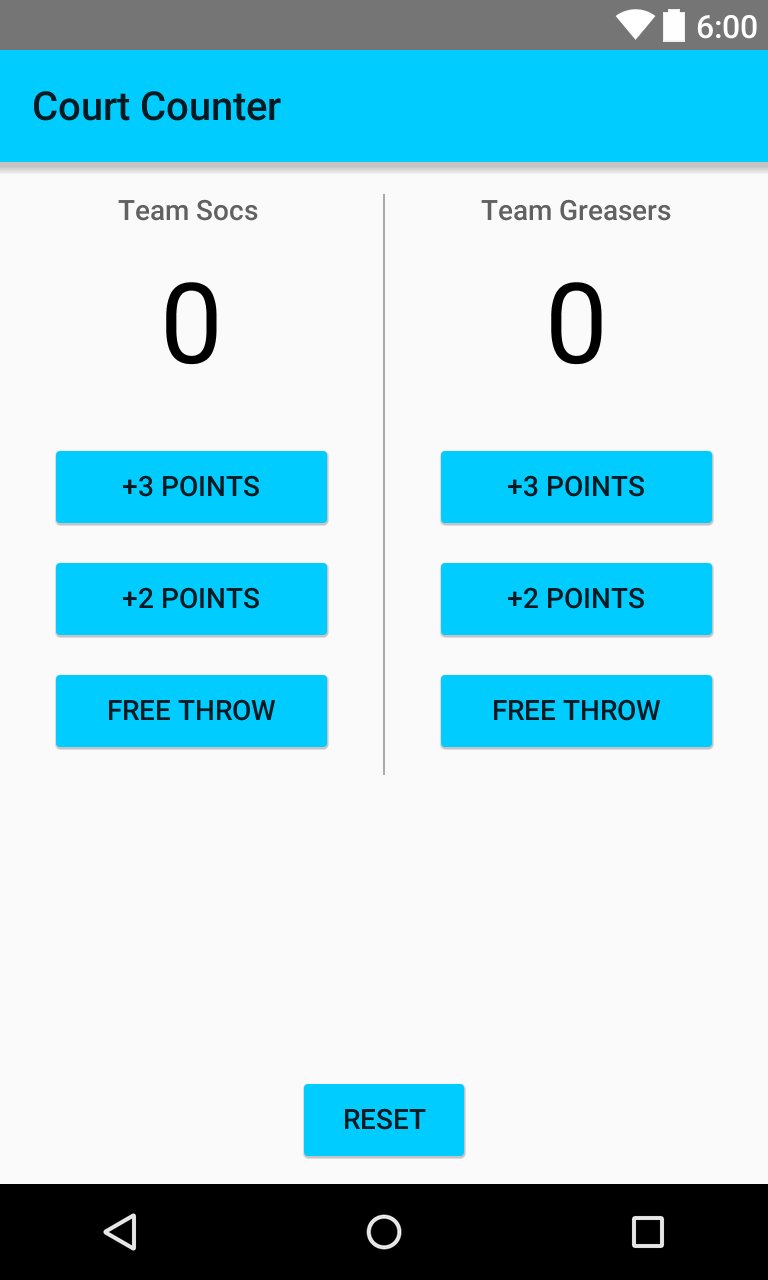 6:00
Court Counter
Team Socs
0
+3 POINTS
+2 POINTS
FREE THROW
Team Greasers
0
+3 POINTS
+2 POINTS
FREE THROW
RESET